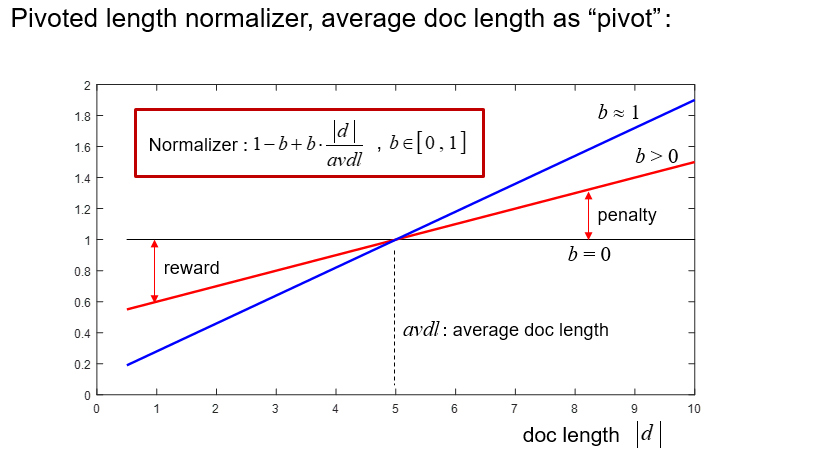 Pivoted length normalizer, average doc length as “pivot”:
2
1.8
1.6
1.4
1.2
1
0.8
0.6
0.4
0.2
0
Normalizer : 1−b+b·|d|/avdl , b∈[0,1]
b≈1
b>0
penalty
b=0
reward
avdl: average doc length
0 1 2 3 4 5 6 7 8 9 10
doc length |d|